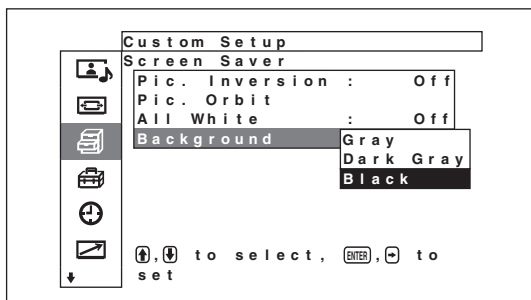 Custom Setup
Screen Saver
Pic. Inversion : Off
Pic. Orbit
All White : Off
Background
Gray
Dark Gray
Black
↑,↓ to select, ENTER,→ to
set